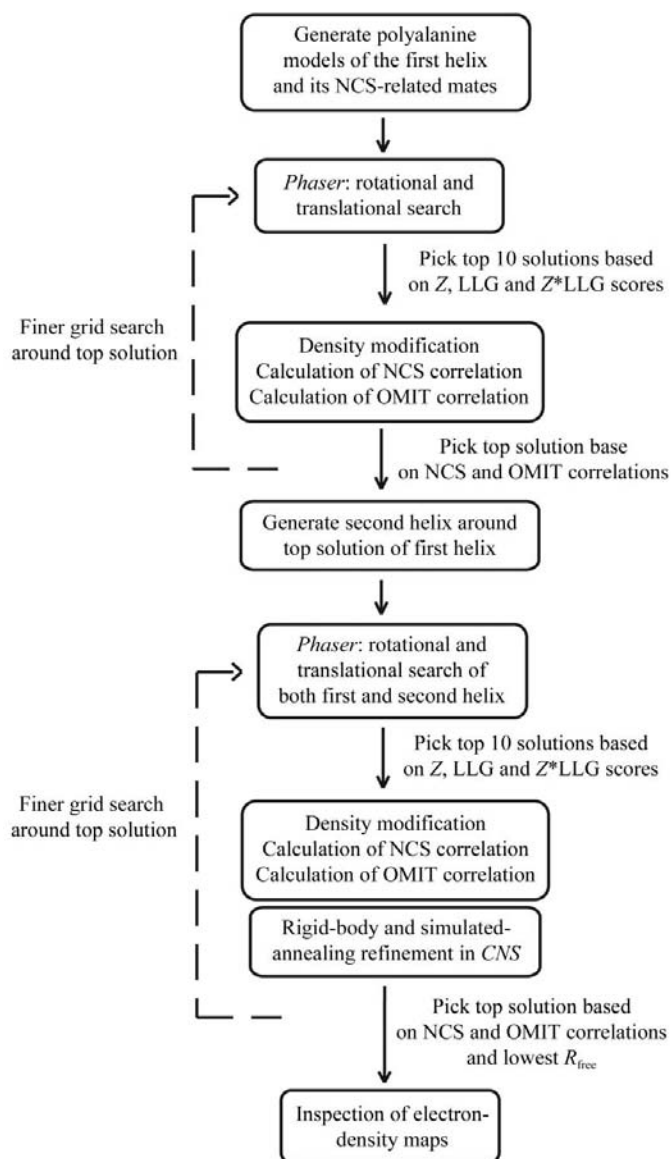 Generate polyalanine
models of the first helix
and its NCS-related mates
Phaser: rotational and
translational search
Pick top 10 solutions based
on Z, LLG and Z*LLG scores
Finer grid search
around top solution
Density modification
Calculation of NCS correlation
Calculation of OMIT correlation
Pick top solution base
on NCS and OMIT correlations
Generate second helix around
top solution of first helix
Phaser: rotational and
translational search of
both first and second helix
Pick top 10 solutions based
on Z, LLG and Z*LLG scores
Finer grid search
around top solution
Density modification
Calculation of NCS correlation
Calculation of OMIT correlation
Rigid-body and simulated-
annealing refinement in CNS
Pick top solution based
on NCS and OMIT correlations
and lowest Rfree
Inspection of electron-
density maps